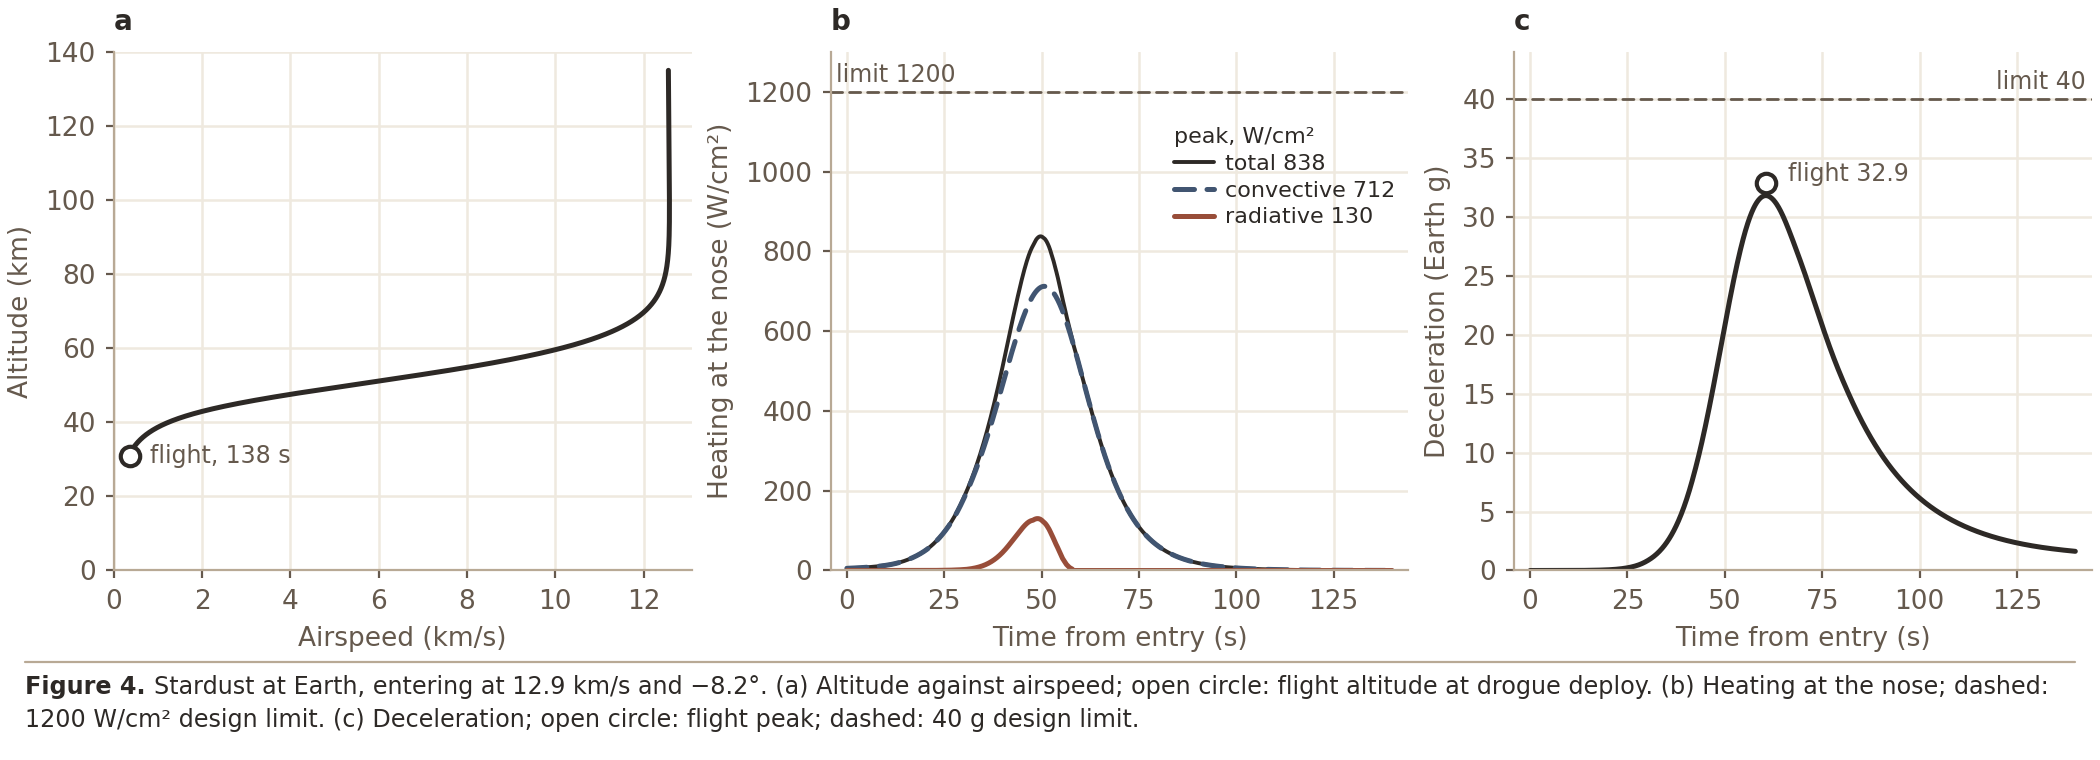 a
140
120
100
80
60
40
20
0
Altitude (km)
flight, 138 s
0 2 4 6 8 10 12
Airspeed (km/s)
b
limit 1200
1200
1000
800
600
400
200
0
Heating at the nose (W/cm²)
peak, W/cm²
total 838
convective 712
radiative 130
0 25 50 75 100 125
Time from entry (s)
c
limit 40
40
35
30
25
20
15
10
5
0
Deceleration (Earth g)
flight 32.9
0 25 50 75 100 125
Time from entry (s)
Figure 4. Stardust at Earth, entering at 12.9 km/s and −8.2°. (a) Altitude against airspeed; open circle: flight altitude at drogue deploy. (b) Heating at the nose; dashed:
1200 W/cm² design limit. (c) Deceleration; open circle: flight peak; dashed: 40 g design limit.